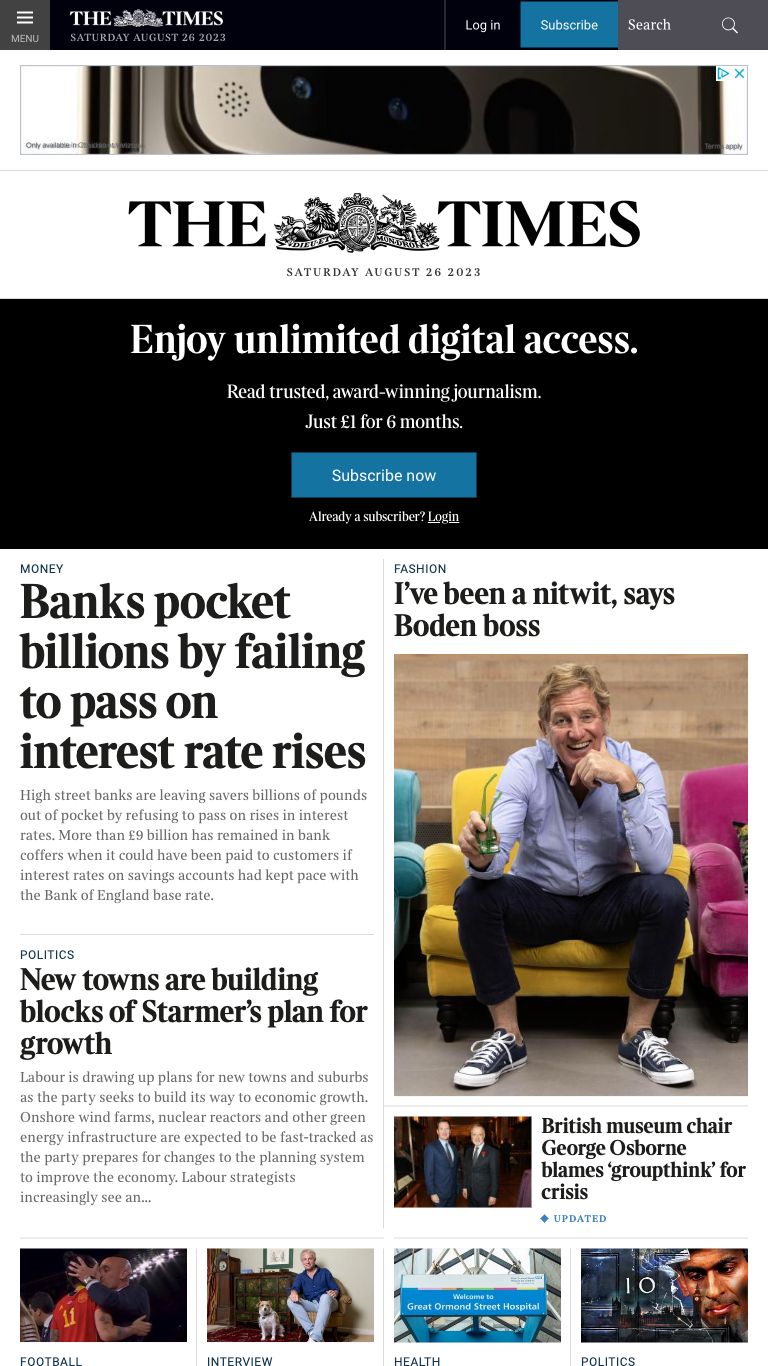 MENU
THE TIMES
SATURDAY AUGUST 26 2023
Log in
Subscribe
Search
Only available in
Terms apply
THE TIMES
DIEU ET MON DROIT
SATURDAY AUGUST 26 2023
Enjoy unlimited digital access.
Read trusted, award-winning journalism.
Just £1 for 6 months.
Subscribe now
Already a subscriber? Login
MONEY
Banks pocket
billions by failing
to pass on
interest rate rises
High street banks are leaving savers billions of pounds
out of pocket by refusing to pass on rises in interest
rates. More than £9 billion has remained in bank
coffers when it could have been paid to customers if
interest rates on savings accounts had kept pace with
the Bank of England base rate.
POLITICS
New towns are building
blocks of Starmer’s plan for
growth
Labour is drawing up plans for new towns and suburbs
as the party seeks to build its way to economic growth.
Onshore wind farms, nuclear reactors and other green
energy infrastructure are expected to be fast-tracked as
the party prepares for changes to the planning system
to improve the economy. Labour strategists
increasingly see an...
FASHION
I’ve been a nitwit, says
Boden boss
British museum chair
George Osborne
blames ‘groupthink’ for
crisis
UPDATED
11
Welcome to
Great Ormond Street Hospital
10
FOOTBALL
INTERVIEW
HEALTH
POLITICS